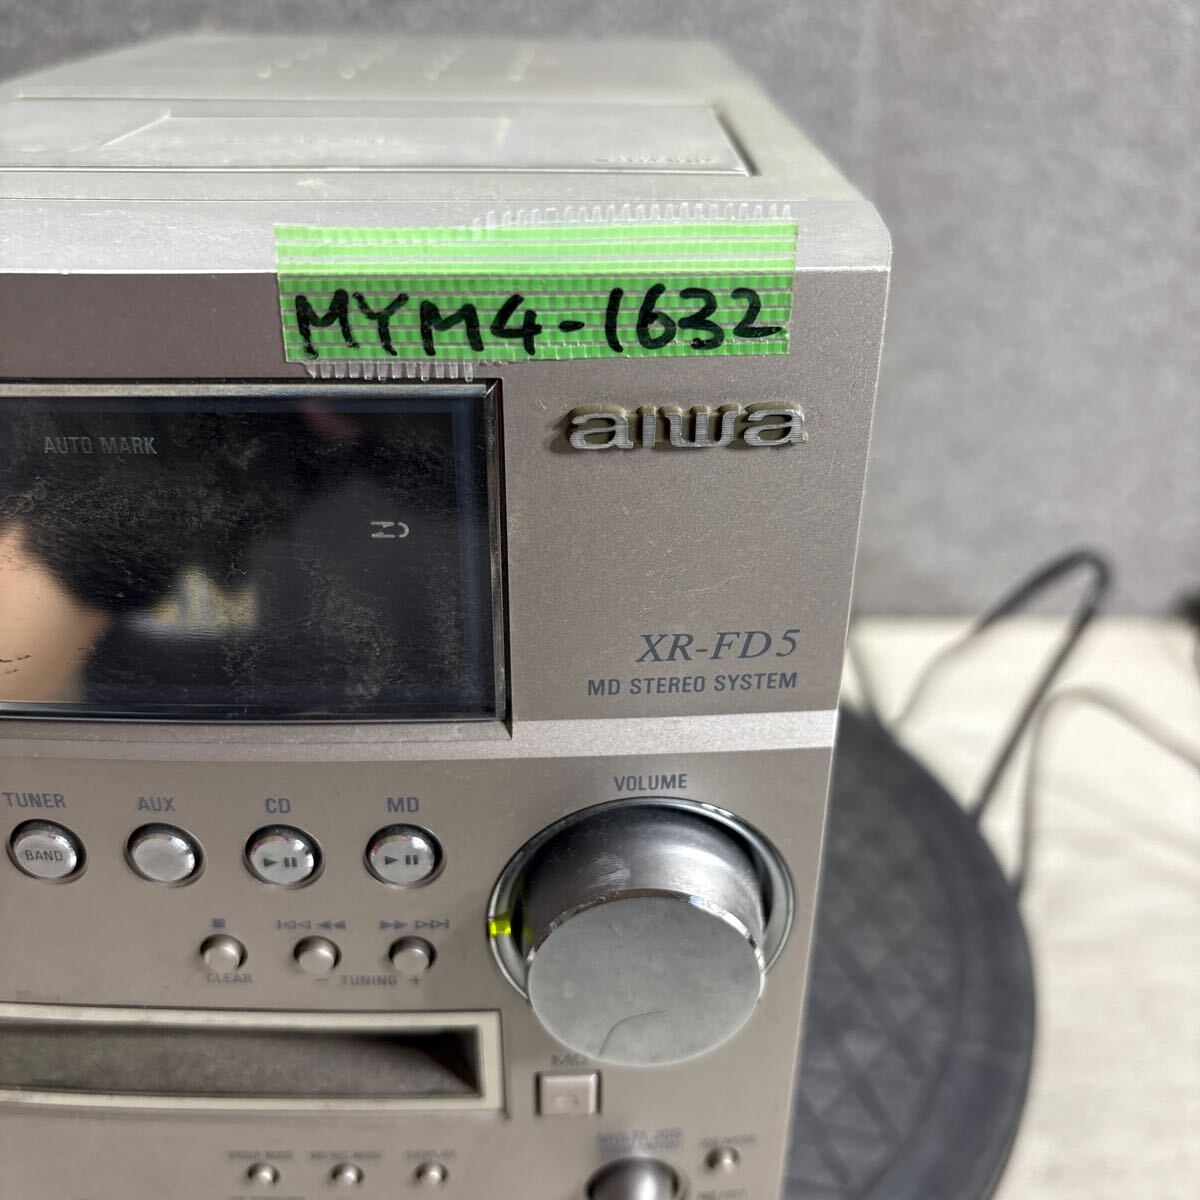 MYM4-1632
aiwa
AUTO MARK
XR-FD5
MD STEREO SYSTEM
VOLUME
TUNER AUX CD MD
BAND
CLEAR
- TUNING +